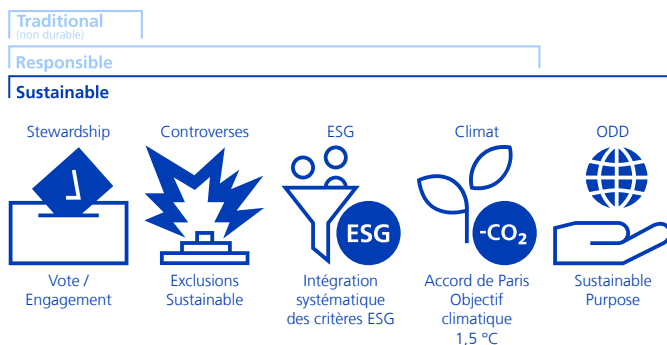 Traditional
(non durable)
Responsible
Sustainable
Stewardship
Controverses
ESG
Climat
ODD
ESG
-CO₂
Vote /
Engagement
Exclusions
Sustainable
Intégration
systématique
des critères ESG
Accord de Paris
Objectif
climatique
1,5 °C
Sustainable
Purpose